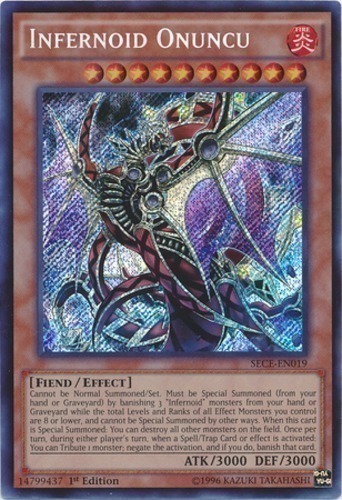 INFERNOID ONUNCU
FIRE
炎
SECE-EN019
[FIEND / EFFECT]
Cannot be Normal Summoned/Set. Must be Special Summoned (from
your hand or Graveyard) by banishing 3 "Infernoid" monsters from your hand or
Graveyard while the total Levels and Ranks of all Effect Monsters you control
are 8 or lower, and cannot be Special Summoned by other ways. When this
card is Special Summoned: You can destroy all other monsters on the field. Once per
turn, during either player's turn, when a Spell/Trap Card or effect is activated:
You can Tribute 1 monster; negate the activation, and if you do, banish that card.
ATK/3000 DEF/3000
14799437 1st Edition ©1996 KAZUKI TAKAHASHI